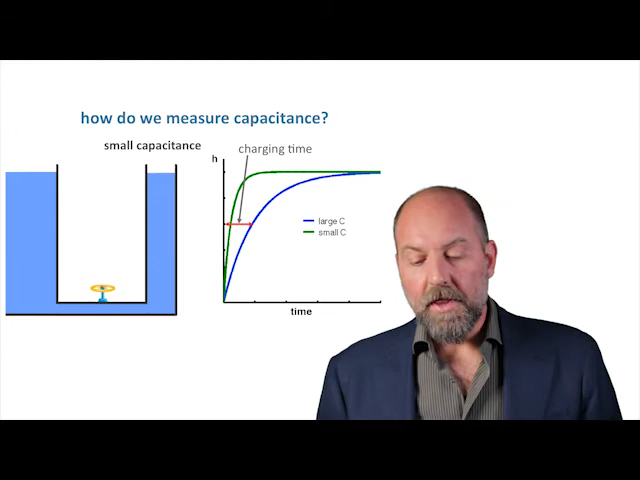 how do we measure capacitance?
small capacitance
charging time
h
large C
small C
time